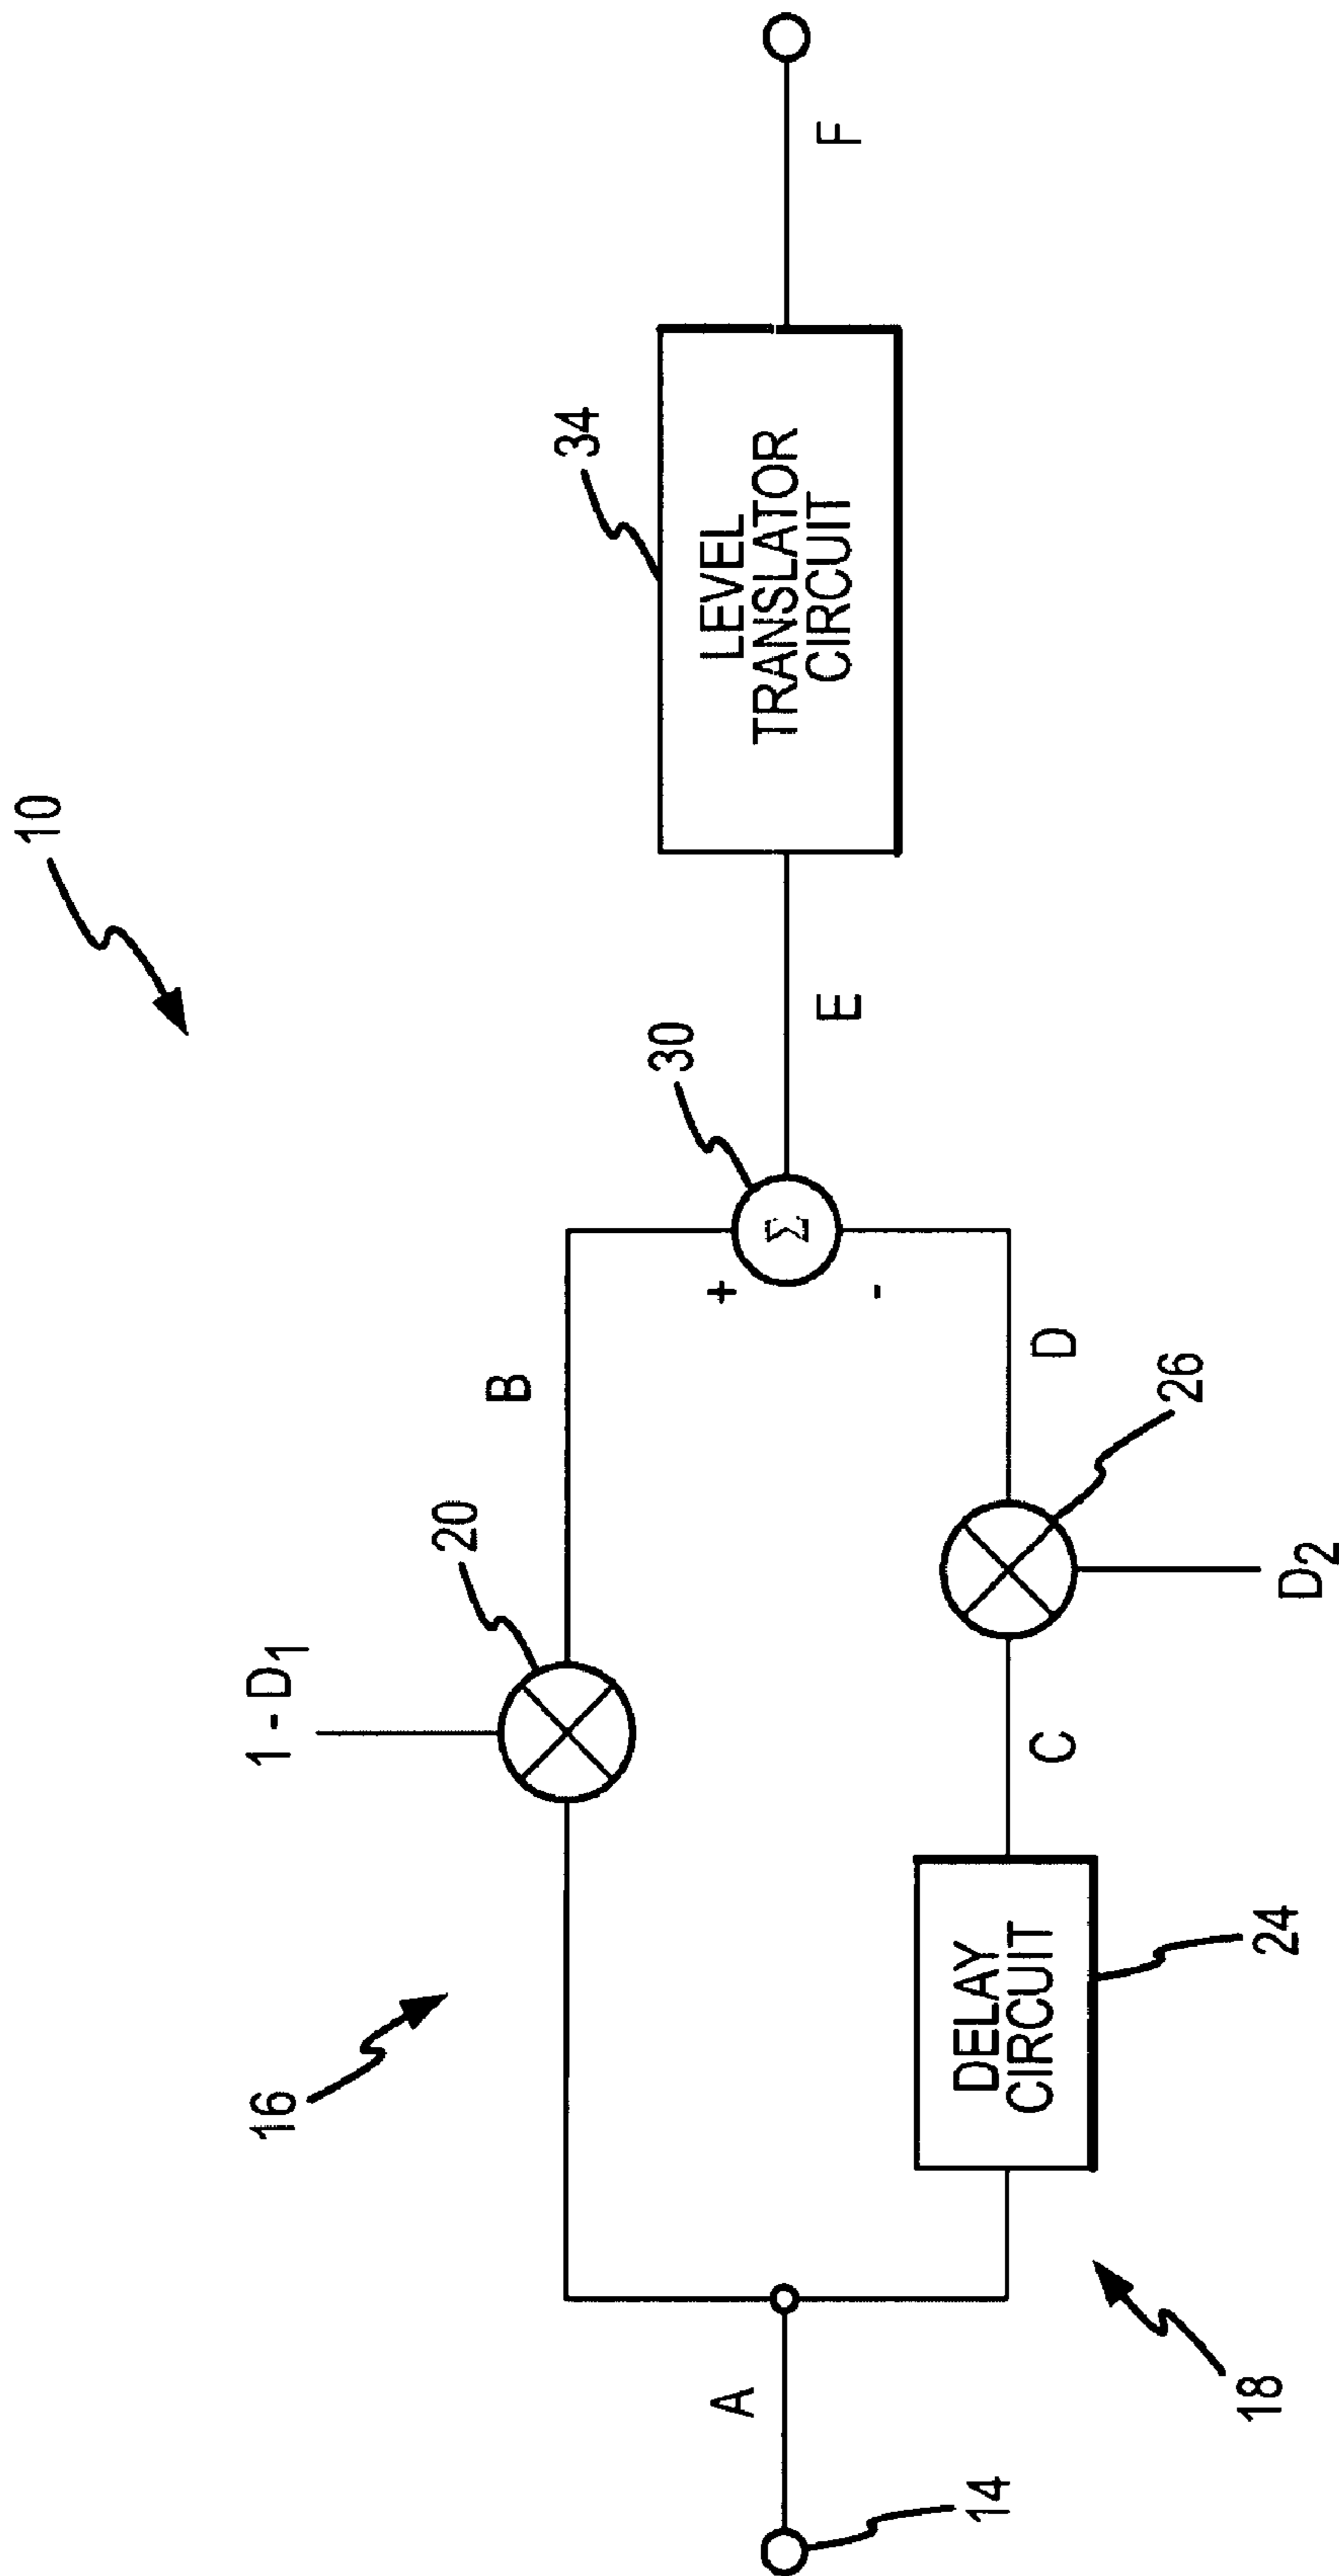 10
16
1 - D1
20
B
30
34
LEVEL
TRANSLATOR
CIRCUIT
14
A
+
Σ
-
E
F
DELAY
CIRCUIT
C
D
18
24
D2
26